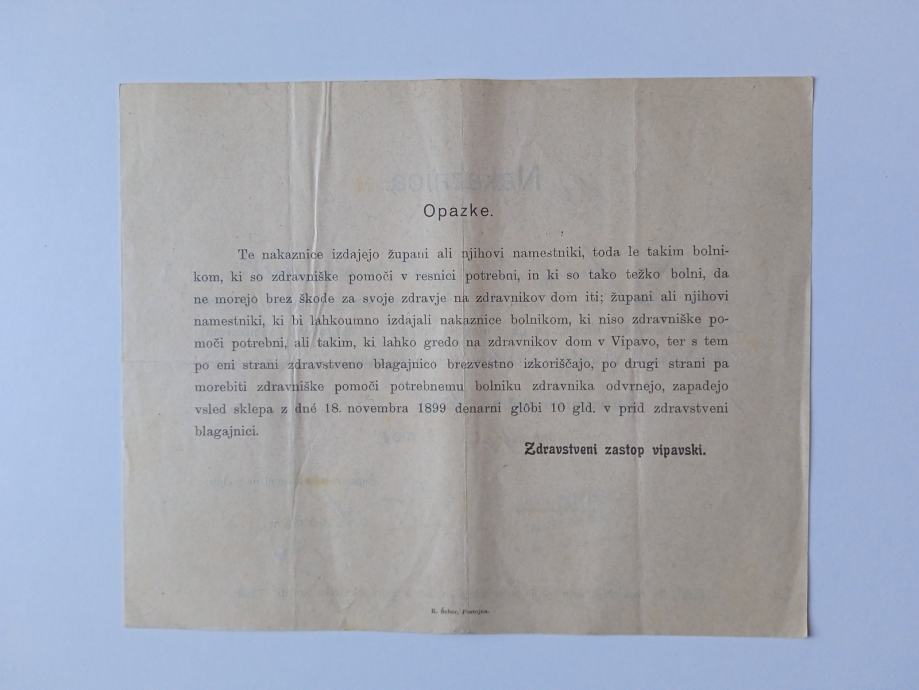 Opazke.
Te nakaznice izdajejo župani ali njihovi namestniki, toda le takim bolni-
kom, ki so zdravniške pomoči v resnici potrebni, in ki so tako težko bolni, da
ne morejo brez škode za svoje zdravje na zdravnikov dom iti; župani ali njihovi
namestniki, ki bi lahkoumno izdajali nakaznice bolnikom, ki niso zdravniške po-
moči potrebni, ali takim, ki lahko gredo na zdravnikov dom v Vipavo, ter s tem
po eni strani zdravstveno blagajnico brezvestno izkoriščajo, po drugi strani pa
morebiti zdravniške pomoči potrebnemu bolniku zdravnika odvrnejo, zapadejo
vsled sklepa z dné 18. novembra 1899 denarni glôbi 10 gld. v prid zdravstveni
blagajnici.
Zdravstveni zastop vipavski.
R. Šeber, Postojna.